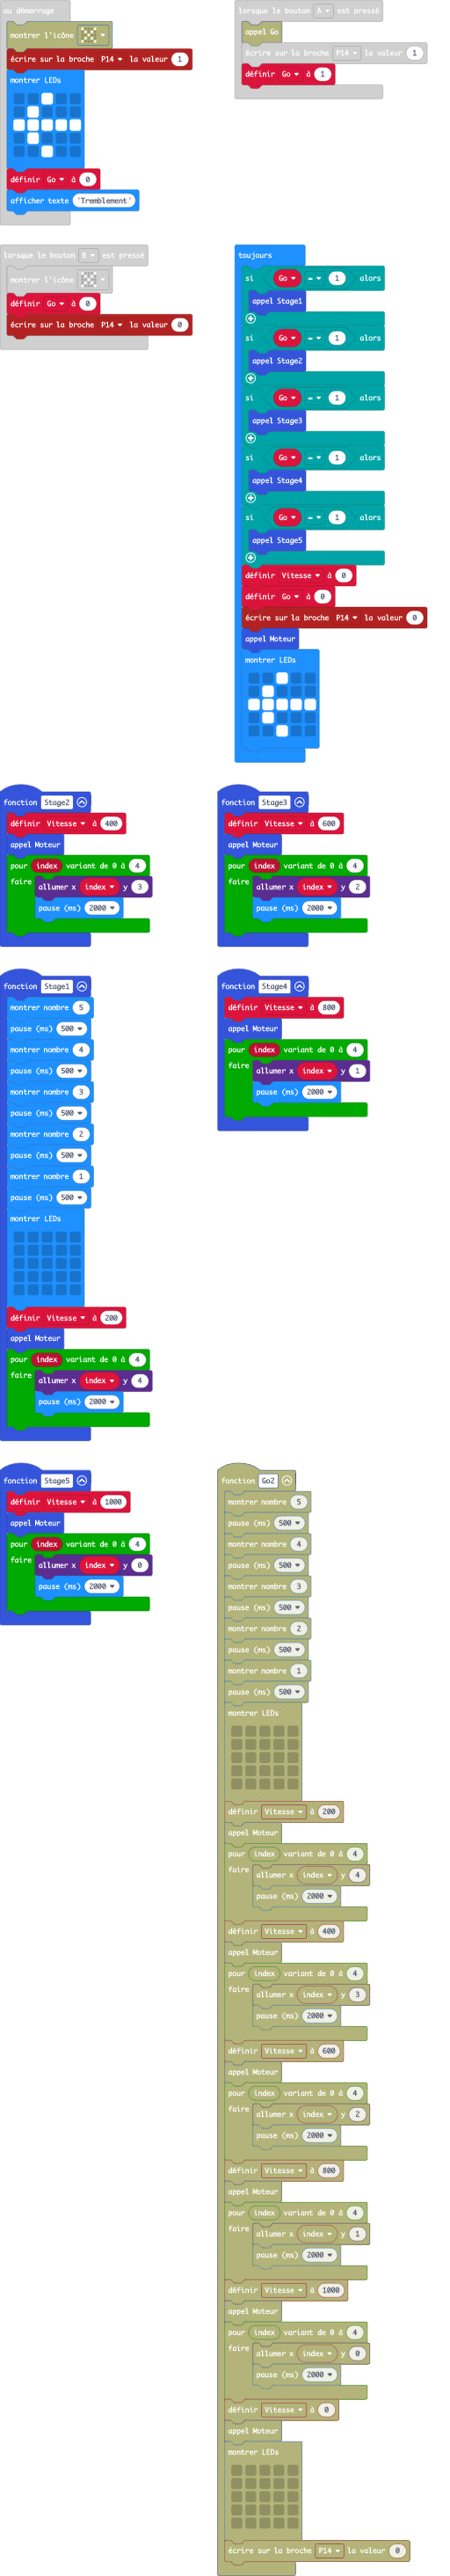 au démarrage
montrer l'icône
écrire sur la broche P14 la valeur 1
montrer LEDs
définir Go à 0
afficher texte "Tremblement"
lorsque le bouton A est pressé
appel Go
écrire sur la broche P14 la valeur 1
définir Go à 1
lorsque le bouton B est pressé
montrer l'icône
définir Go à 0
écrire sur la broche P14 à la valeur 0
toujours
si Go = 1 alors
appel Stage1
si Go = 1 alors
appel Stage2
si Go = 1 alors
appel Stage3
si Go = 1 alors
appel Stage4
si Go = 1 alors
appel Stage5
définir Vitesse à 0
définir Go à 0
écrire sur la broche P14 la valeur 0
appel Moteur
montrer LEDs
fonction Stage2
définir Vitesse à 400
appel Moteur
pour index variant de 0 à 4
faire allumer x index y 3
pause (ms) 2000
fonction Stage3
définir Vitesse à 600
appel Moteur
pour index variant de 0 à 4
faire allumer x index y 2
pause (ms) 2000
fonction Stage1
montrer nombre 5
pause (ms) 500
montrer nombre 4
pause (ms) 500
montrer nombre 3
pause (ms) 500
montrer nombre 2
pause (ms) 500
montrer nombre 1
pause (ms) 500
montrer LEDs
définir Vitesse à 200
appel Moteur
pour index variant de 0 à 4
faire allumer x index y 4
pause (ms) 2000
fonction Stage4
définir Vitesse à 800
appel Moteur
pour index variant de 0 à 4
faire allumer x index y 1
pause (ms) 2000
fonction Stage5
définir Vitesse à 1000
appel Moteur
pour index variant de 0 à 4
faire allumer x index y 0
pause (ms) 2000
fonction Go2
montrer nombre 5
pause (ms) 500
montrer nombre 4
pause (ms) 500
montrer nombre 3
pause (ms) 500
montrer nombre 2
pause (ms) 500
montrer nombre 1
pause (ms) 500
montrer LEDs
définir Vitesse à 200
appel Moteur
pour index variant de 0 à 4
faire allumer x index y 4
pause (ms) 2000
définir Vitesse à 400
appel Moteur
pour index variant de 0 à 4
faire allumer x index y 3
pause (ms) 2000
définir Vitesse à 600
appel Moteur
pour index variant de 0 à 4
faire allumer x index y 2
pause (ms) 2000
définir Vitesse à 800
appel Moteur
pour index variant de 0 à 4
faire allumer x index y 1
pause (ms) 2000
définir Vitesse à 1000
appel Moteur
pour index variant de 0 à 4
faire allumer x index y 0
pause (ms) 2000
définir Vitesse à 0
appel Moteur
montrer LEDs
écrire sur la broche P14 la valeur 0